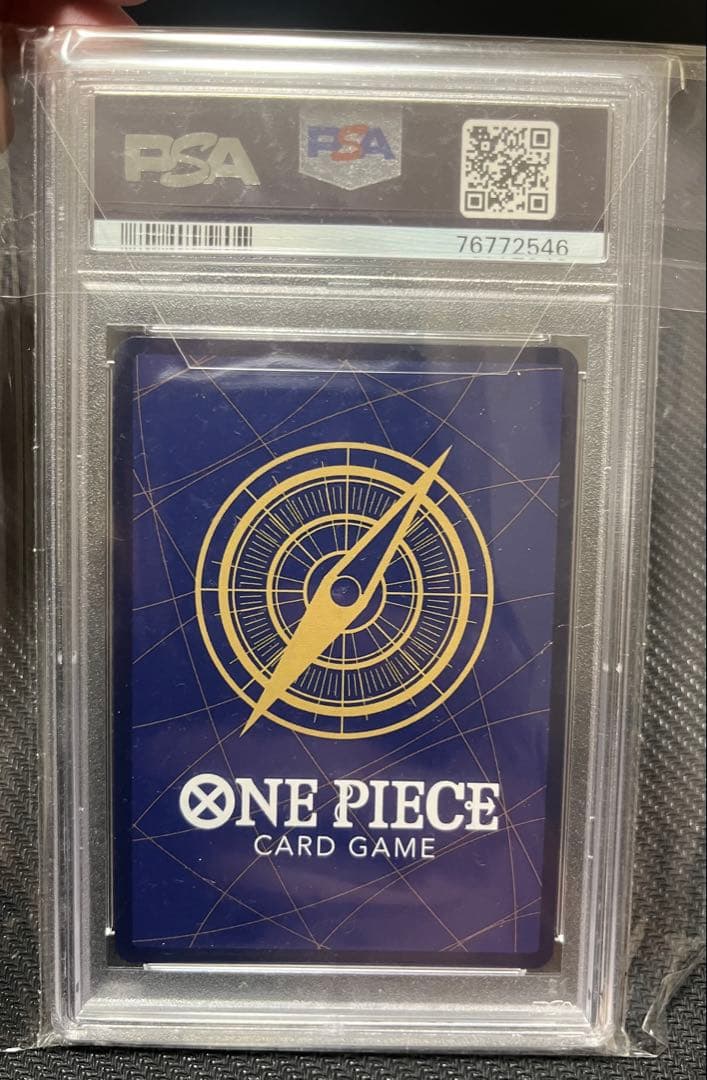 PSA PSA
76772546
ONE PIECE
CARD GAME